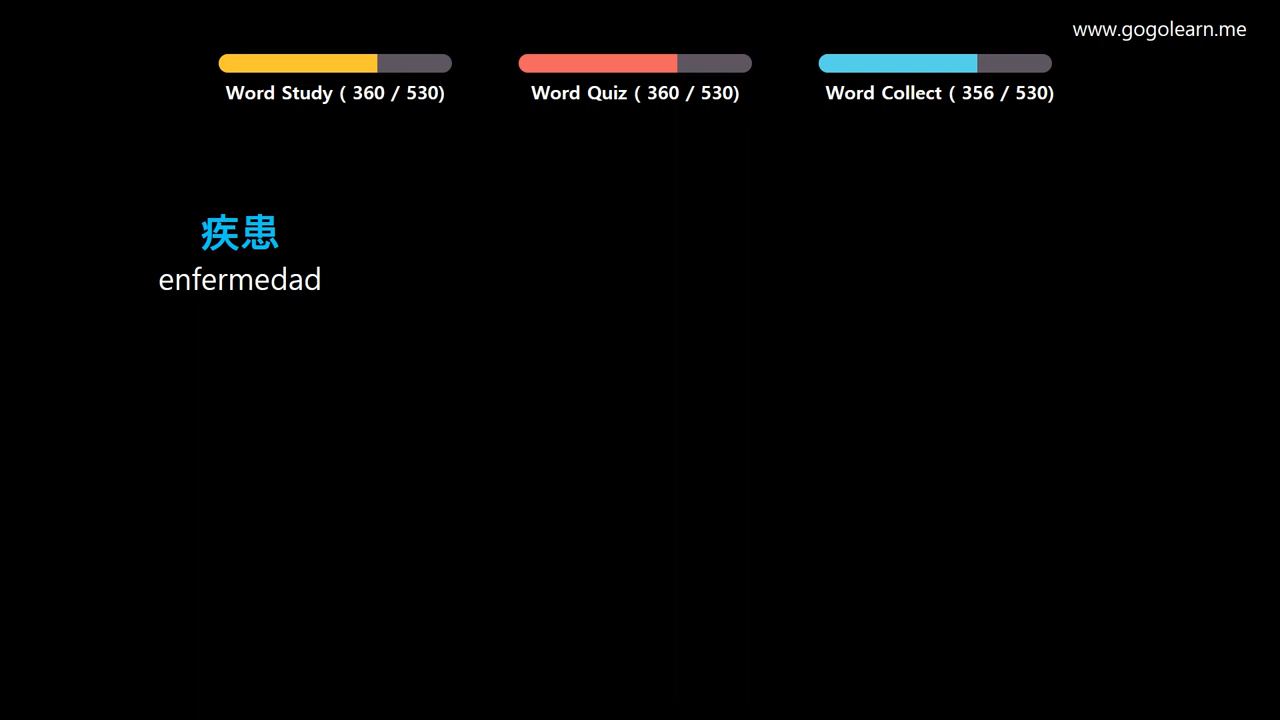 www.gogolearn.me
Word Study ( 360 / 530)
Word Quiz ( 360 / 530)
Word Collect ( 356 / 530)
疾患
enfermedad